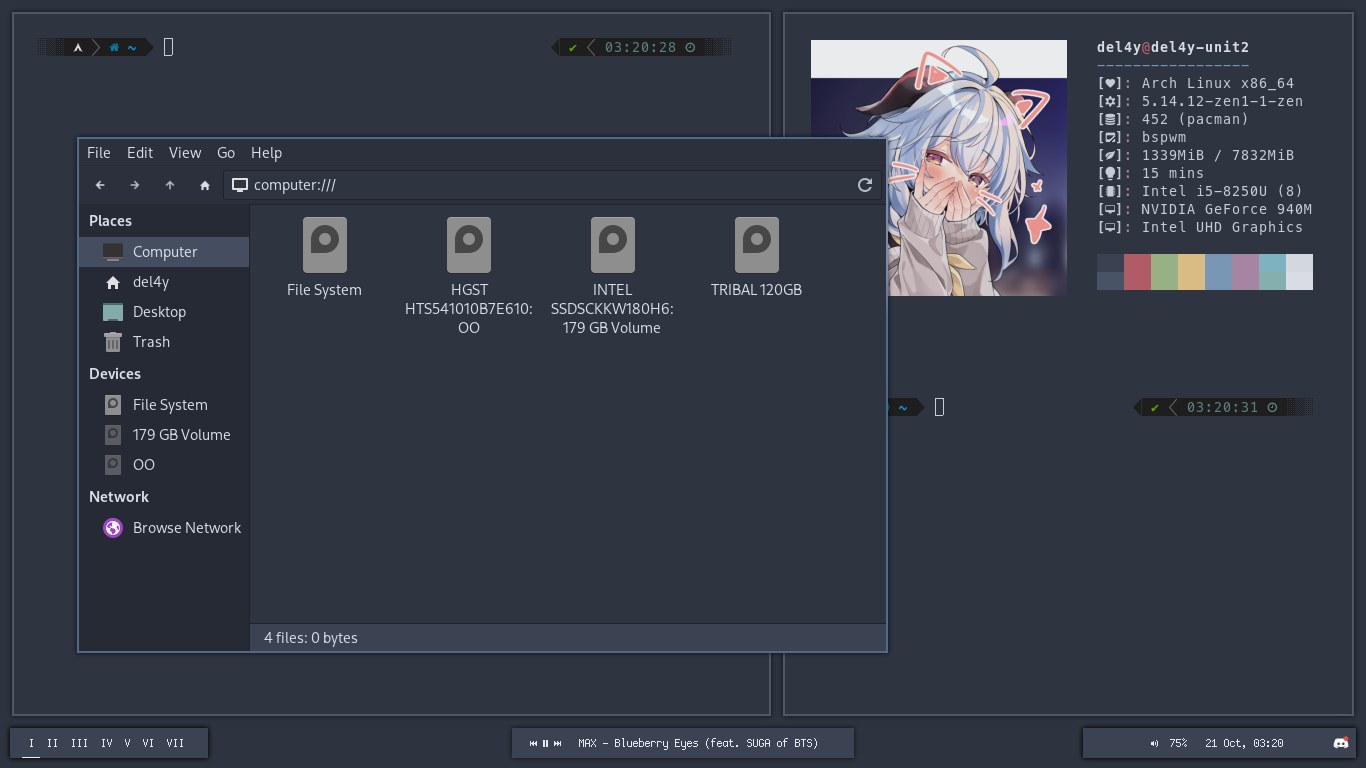 ~ 03:20:28
del4y@del4y-unit2
-----------------
[ ]: Arch Linux x86_64
[ ]: 5.14.12-zen1-1-zen
[ ]: 452 (pacman)
[ ]: bspwm
[ ]: 1339MiB / 7832MiB
[ ]: 15 mins
[ ]: Intel i5-8250U (8)
[ ]: NVIDIA GeForce 940M
[ ]: Intel UHD Graphics
~ 03:20:31
File Edit View Go Help
computer:///
Places
Computer
del4y
Desktop
Trash
Devices
File System
179 GB Volume
OO
Network
Browse Network
File System
HGST
HTS541010B7E610:
OO
INTEL
SSDSCKKW180H6:
179 GB Volume
TRIBAL 120GB
4 files: 0 bytes
I II III IV V VI VII
MAX - Blueberry Eyes (feat. SUGA of BTS)
75% 21 Oct, 03:20